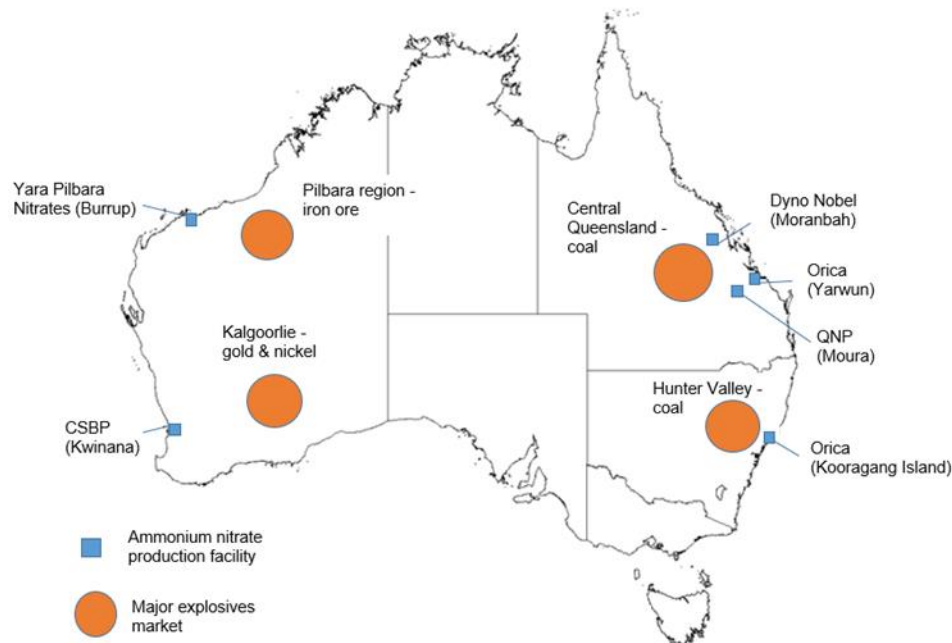 Yara Pilbara
Nitrates (Burrup)
Pilbara region -
iron ore
Central
Queensland -
coal
Dyno Nobel
(Moranbah)
Orica
(Yarwun)
QNP
(Moura)
Kalgoorlie -
gold & nickel
Hunter Valley -
coal
CSBP
(Kwinana)
Orica
(Kooragang Island)
Ammonium nitrate
production facility
Major explosives
market